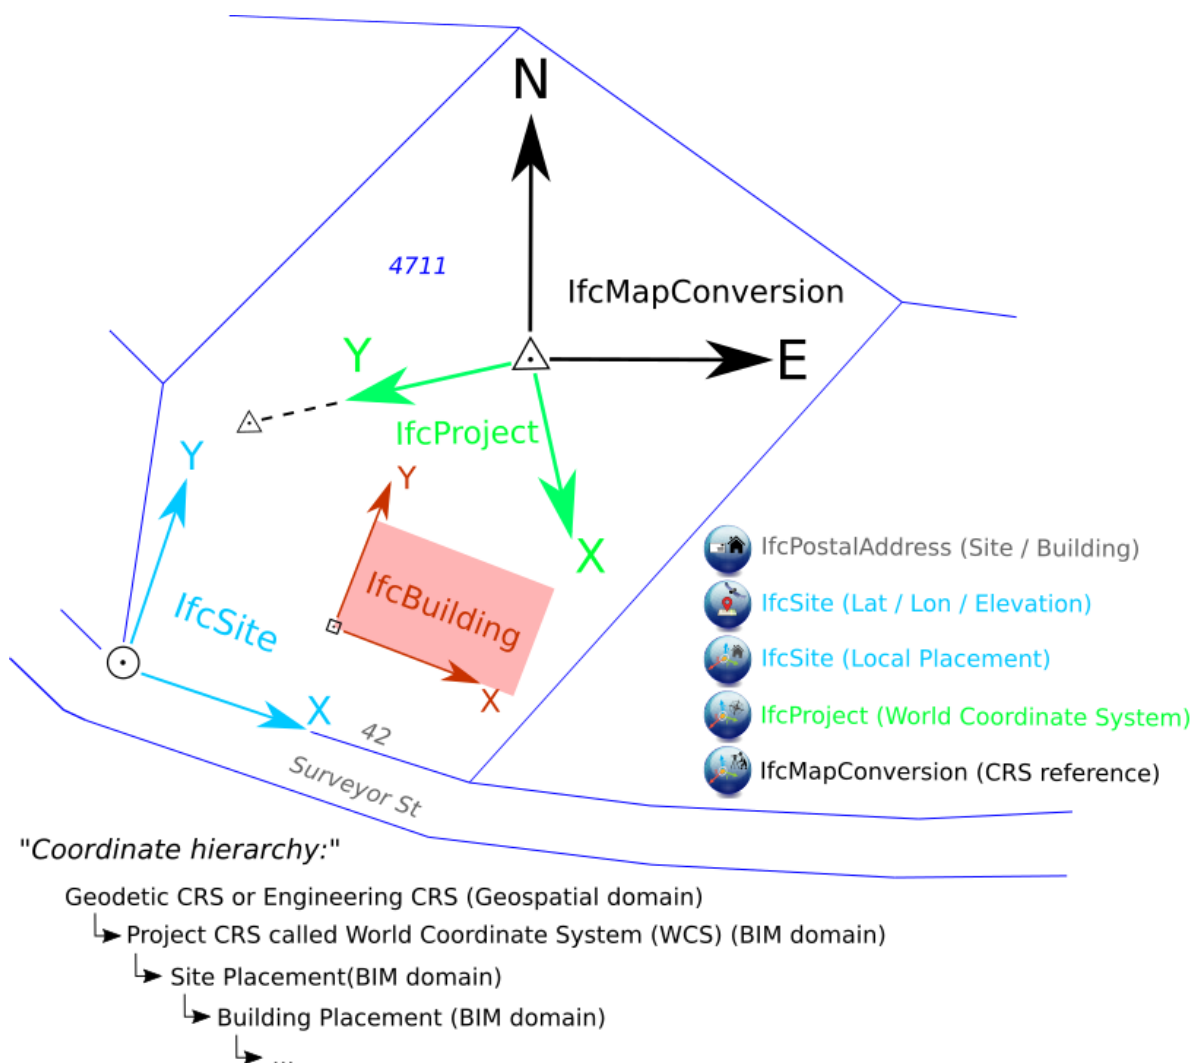 N
4711
IfcMapConversion
E
Y
IfcProject
Y
Y
X
IfcBuilding
IfcSite
X
X
42
Surveyor St
IfcPostalAddress (Site / Building)
IfcSite (Lat / Lon / Elevation)
IfcSite (Local Placement)
IfcProject (World Coordinate System)
IfcMapConversion (CRS reference)
"Coordinate hierarchy:"
Geodetic CRS or Engineering CRS (Geospatial domain)
Project CRS called World Coordinate System (WCS) (BIM domain)
Site Placement(BIM domain)
Building Placement (BIM domain)
...